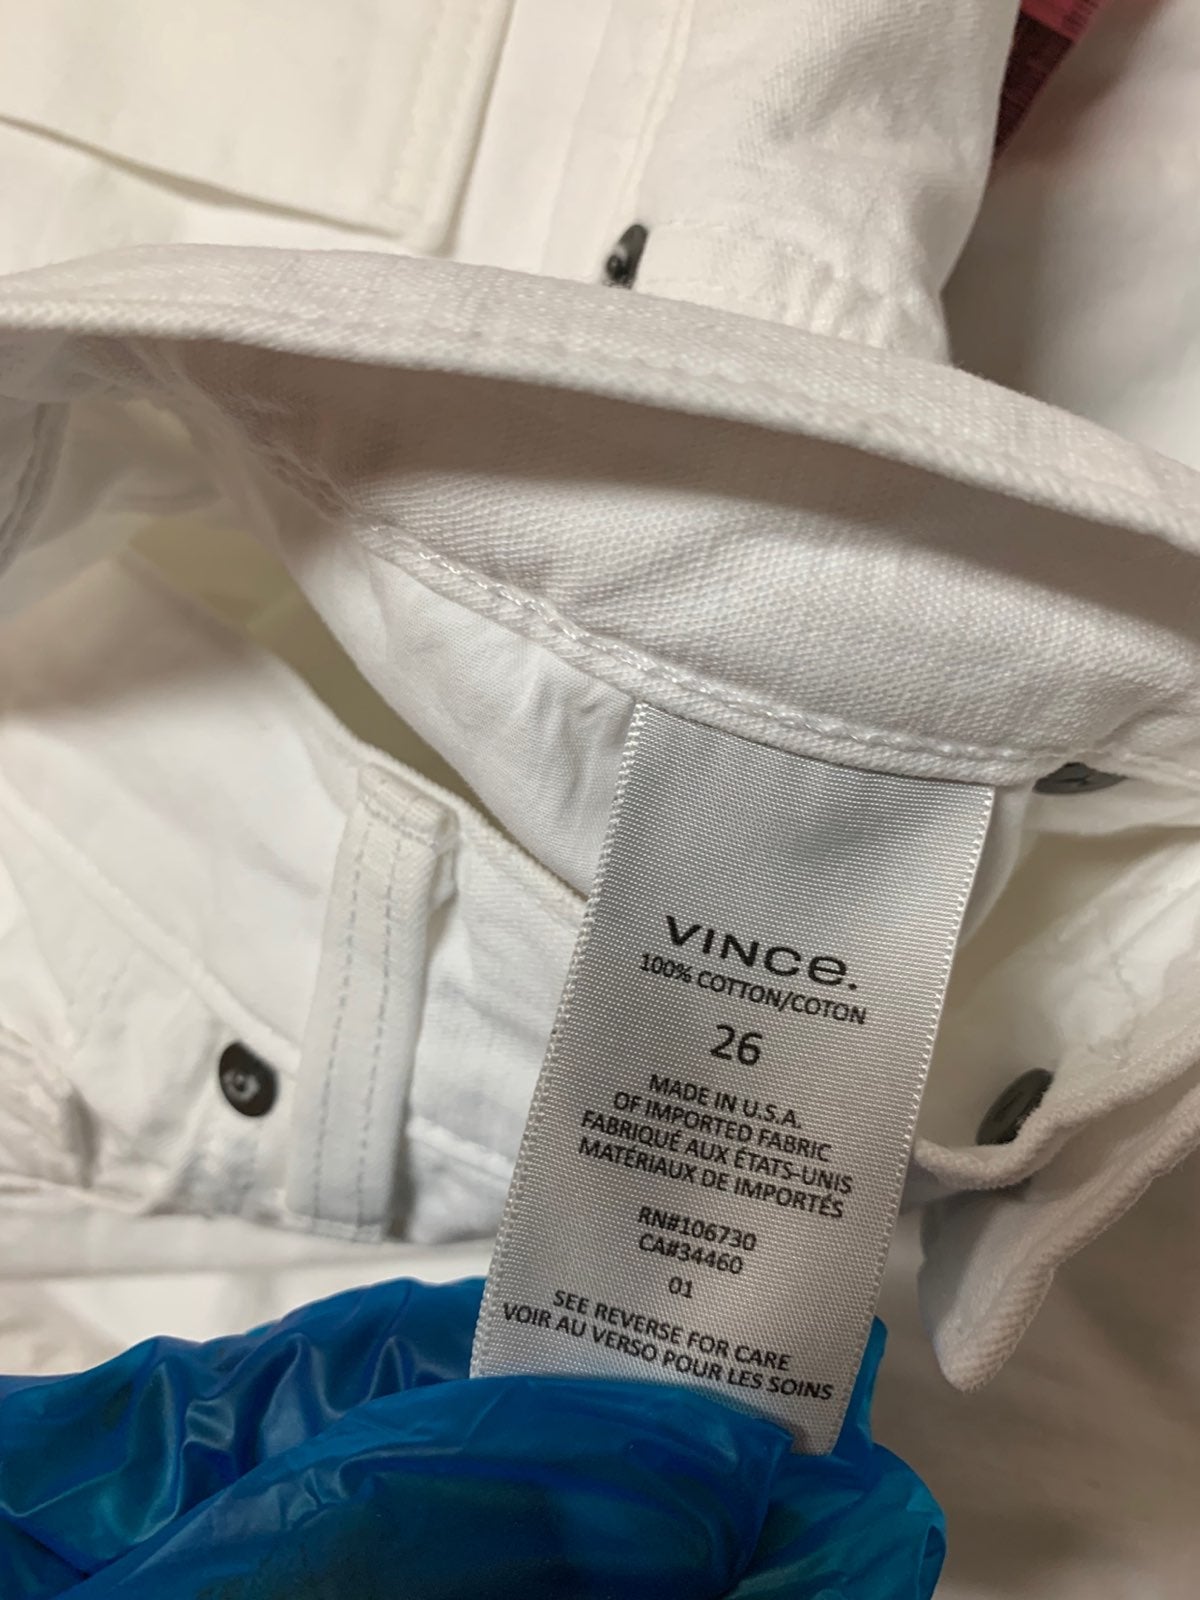 VINCE.
100% COTTON/COTON
26
MADE IN U.S.A.
OF IMPORTED FABRIC
FABRIQUÉ AUX ÉTATS-UNIS
MATÉRIAUX DE IMPORTÉS
RN#106730
CA#34460
01
SEE REVERSE FOR CARE
VOIR AU VERSO POUR LES SOINS